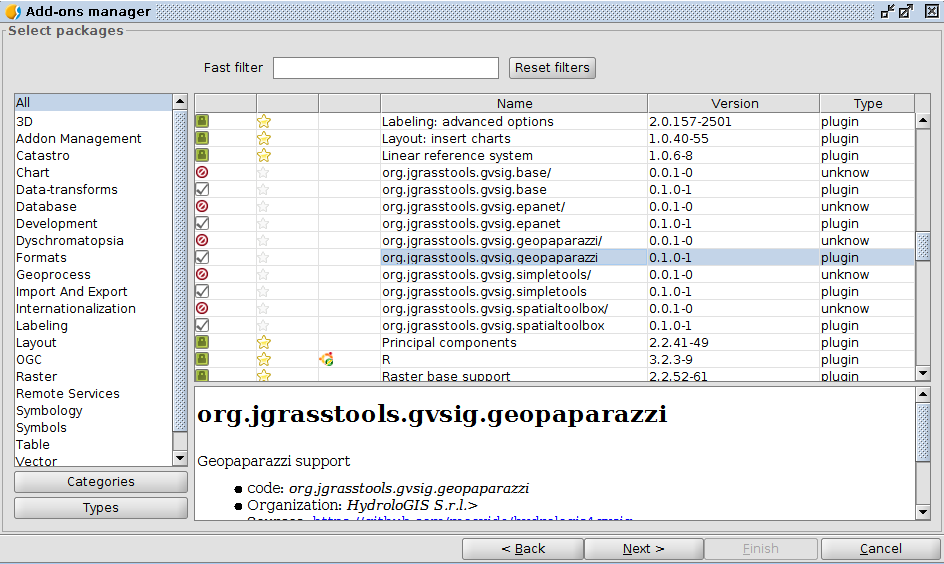 Add-ons manager
Select packages
Fast filter Reset filters
Name Version Type
All
3D
Addon Management
Catastro
Chart
Data-transforms
Database
Development
Dyschromatopsia
Formats
Geoprocess
Import And Export
Internationalization
Labeling
Layout
OGC
Raster
Remote Services
Symbology
Symbols
Table
Vector
Categories
Types
Labeling: advanced options 2.0.157-2501 plugin
Layout: insert charts 1.0.40-55 plugin
Linear reference system 1.0.6-8 plugin
org.jgrasstools.gvsig.base/ 0.0.1-0 unknow
org.jgrasstools.gvsig.base 0.1.0-1 plugin
org.jgrasstools.gvsig.epanet/ 0.0.1-0 unknow
org.jgrasstools.gvsig.epanet 0.1.0-1 plugin
org.jgrasstools.gvsig.geopaparazzi/ 0.0.1-0 unknow
org.jgrasstools.gvsig.geopaparazzi 0.1.0-1 plugin
org.jgrasstools.gvsig.simpletools/ 0.0.1-0 unknow
org.jgrasstools.gvsig.simpletools 0.1.0-1 plugin
org.jgrasstools.gvsig.spatialtoolbox/ 0.0.1-0 unknow
org.jgrasstools.gvsig.spatialtoolbox 0.1.0-1 plugin
Principal components 2.2.41-49 plugin
R 3.2.3-9 plugin
Raster base support 2.2.52-61 plugin
org.jgrasstools.gvsig.geopaparazzi
Geopaparazzi support
• code: org.jgrasstools.gvsig.geopaparazzi
• Organization: HydroloGIS S.r.l.>
< Back Next > Finish Cancel